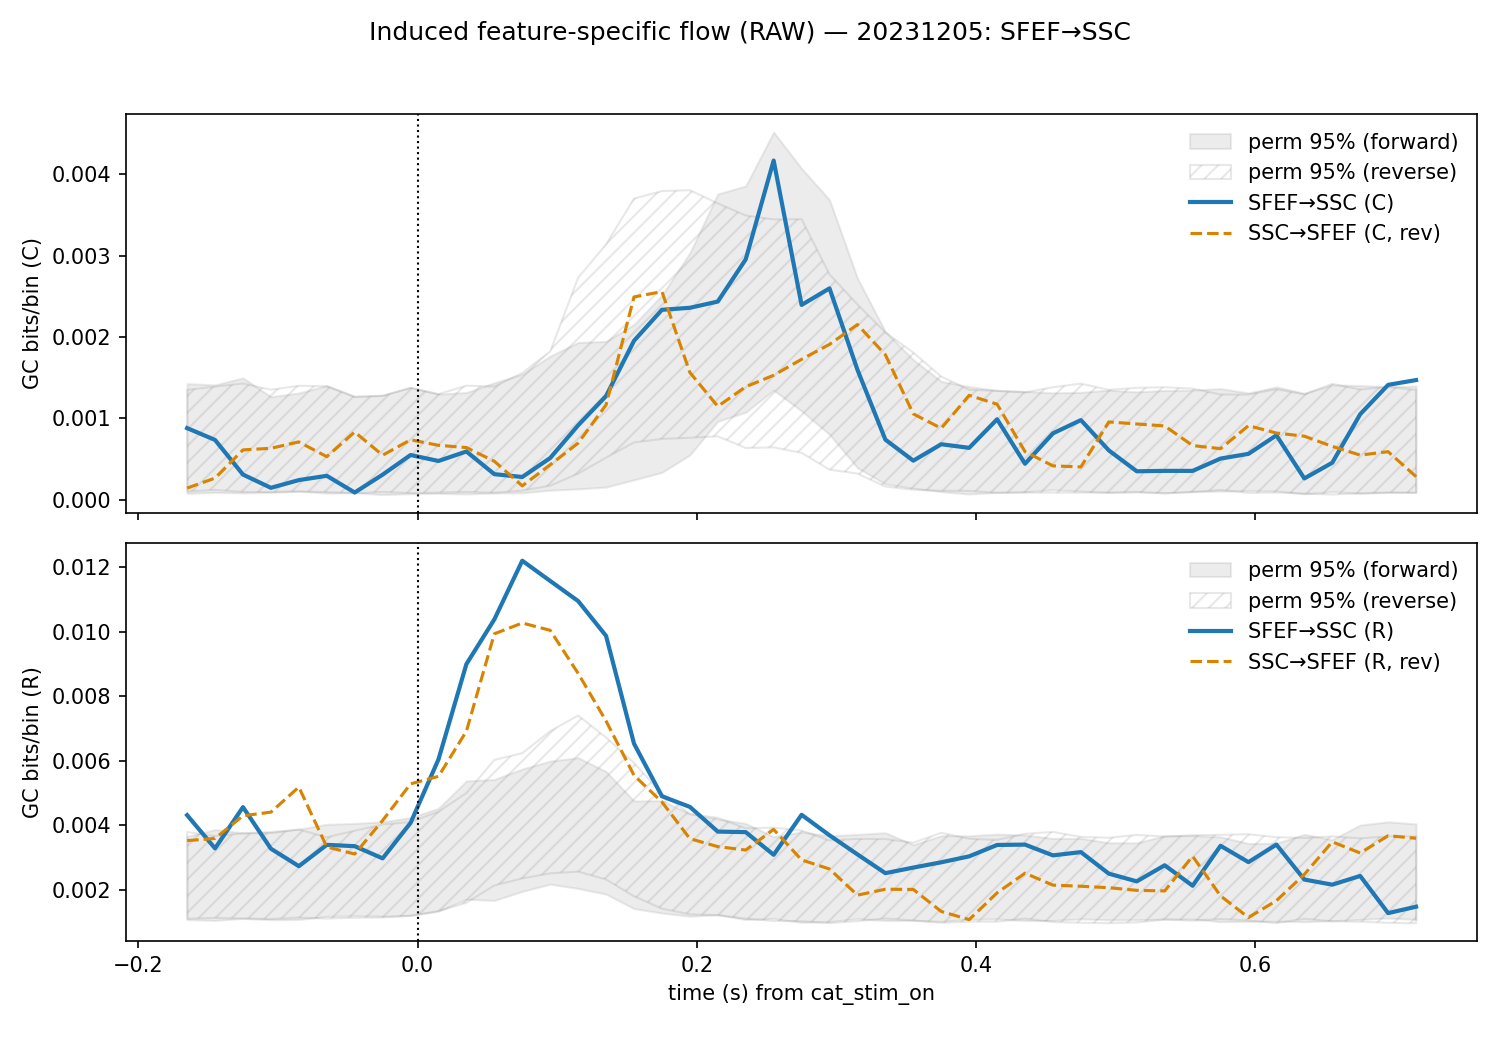 Induced feature-specific flow (RAW) — 20231205: SFEF→SSC
GC bits/bin (C)
0.004
0.003
0.002
0.001
0.000
perm 95% (forward)
perm 95% (reverse)
SFEF→SSC (C)
SSC→SFEF (C, rev)
GC bits/bin (R)
0.012
0.010
0.008
0.006
0.004
0.002
perm 95% (forward)
perm 95% (reverse)
SFEF→SSC (R)
SSC→SFEF (R, rev)
−0.2 0.0 0.2 0.4 0.6
time (s) from cat_stim_on